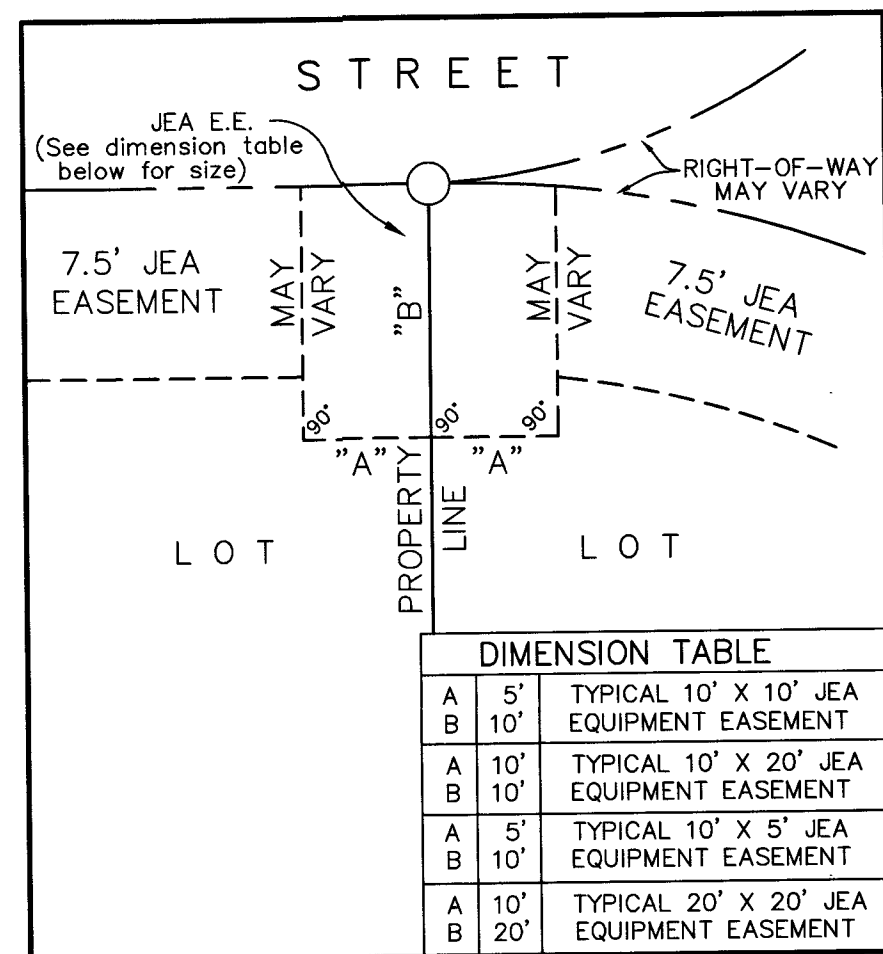 STREET
JEA E.E.
(See dimension table
below for size)
RIGHT-OF-WAY
MAY VARY
7.5' JEA
EASEMENT
MAY
VARY
"B"
MAY
VARY
7.5' JEA
EASEMENT
90°
90°
90°
"A"
"A"
PROPERTY
LINE
LOT
LOT
DIMENSION TABLE
A 5' TYPICAL 10' X 10' JEA
B 10' EQUIPMENT EASEMENT
A 10' TYPICAL 10' X 20' JEA
B 10' EQUIPMENT EASEMENT
A 5' TYPICAL 10' X 5' JEA
B 10' EQUIPMENT EASEMENT
A 10' TYPICAL 20' X 20' JEA
B 20' EQUIPMENT EASEMENT